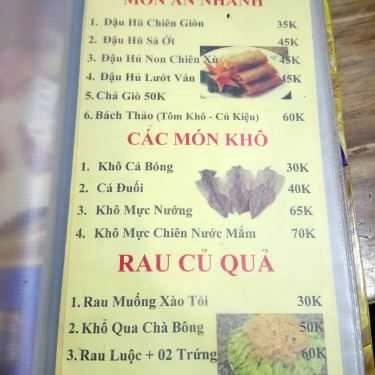 MÓN ĂN NHANH
1. Đậu Hũ Chiên Giòn 35K
2. Đậu Hũ Sả Ớt 45K
3. Đậu Hủ Non Chiên Xù 45K
4. Đậu Hủ Lướt Ván 45K
5. Chả Giò 50K
6. Bách Thảo (Tôm Khô - Củ Kiệu) 60K
CÁC MÓN KHÔ
1. Khô Cá Bóng 30K
2. Cá Đuối 40K
3. Khô Mực Nướng 65K
4. Khô Mực Chiên Nước Mắm 70K
RAU CỦ QUẢ
1. Rau Muống Xào Tỏi 30K
2. Khổ Qua Chà Bông 50K
3. Rau Luộc + 02 Trứng 60K